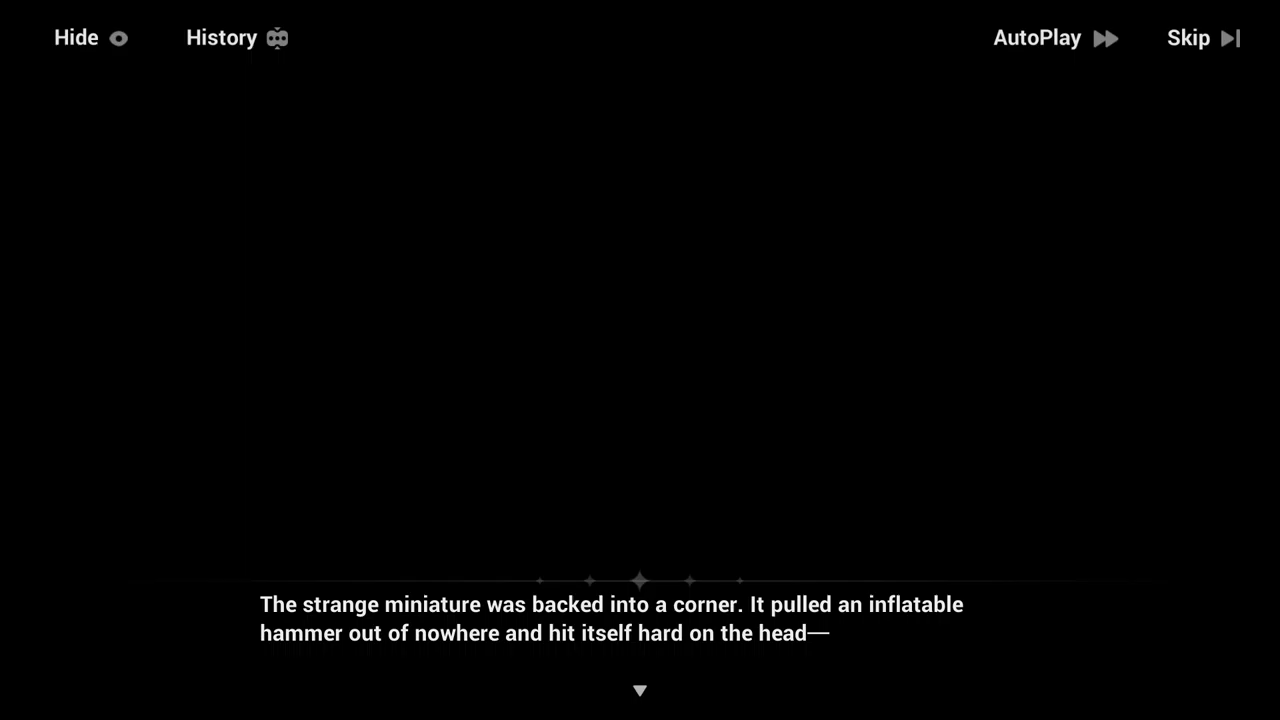 Hide
History
AutoPlay
Skip
The strange miniature was backed into a corner. It pulled an inflatable
hammer out of nowhere and hit itself hard on the head—